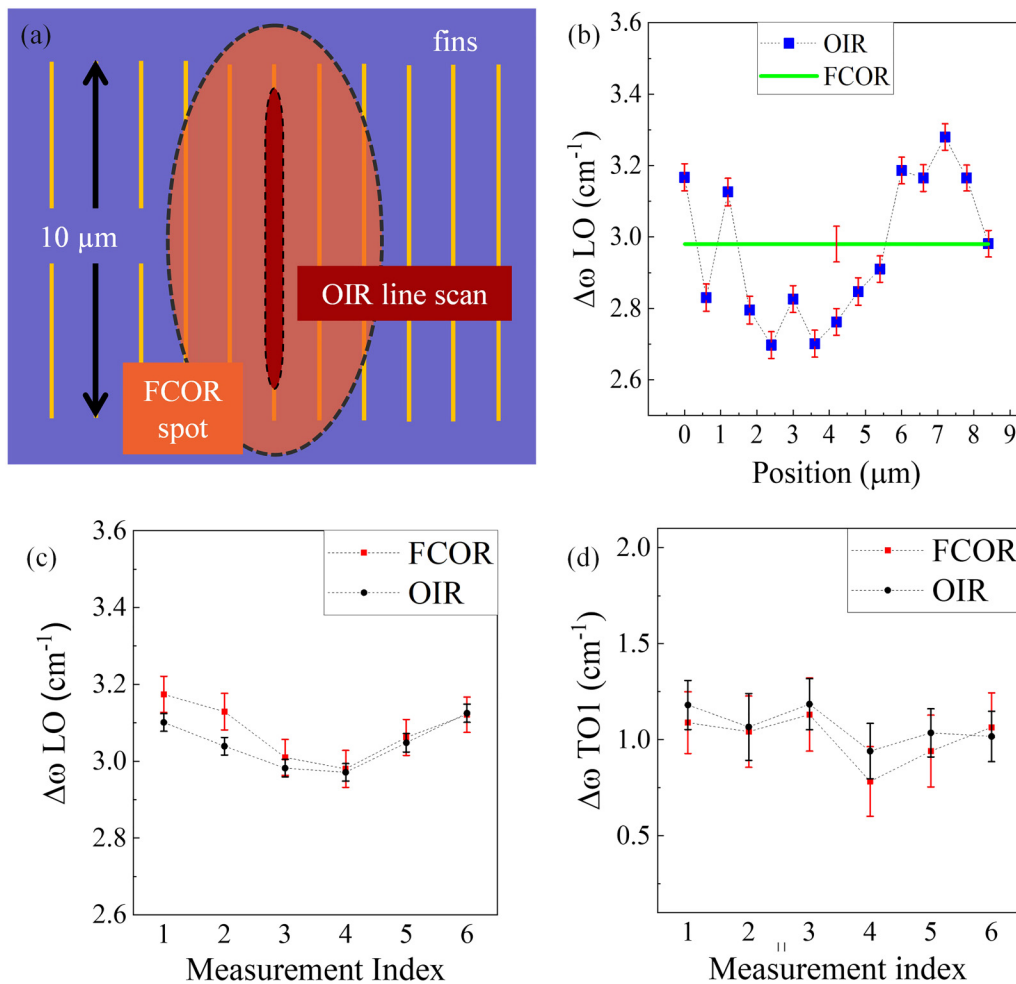 (a)
fins
10 μm
OIR line scan
FCOR
spot
(b)
OIR
FCOR
3.6
3.4
3.2
3.0
2.8
2.6
Δω LO (cm⁻¹)
0 1 2 3 4 5 6 7 8 9
Position (μm)
(c)
FCOR
OIR
3.6
3.4
3.2
3.0
2.8
2.6
Δω LO (cm⁻¹)
1 2 3 4 5 6
Measurement Index
(d)
FCOR
OIR
2.0
1.5
1.0
0.5
Δω TO1 (cm⁻¹)
1 2 3 4 5 6
Measurement index